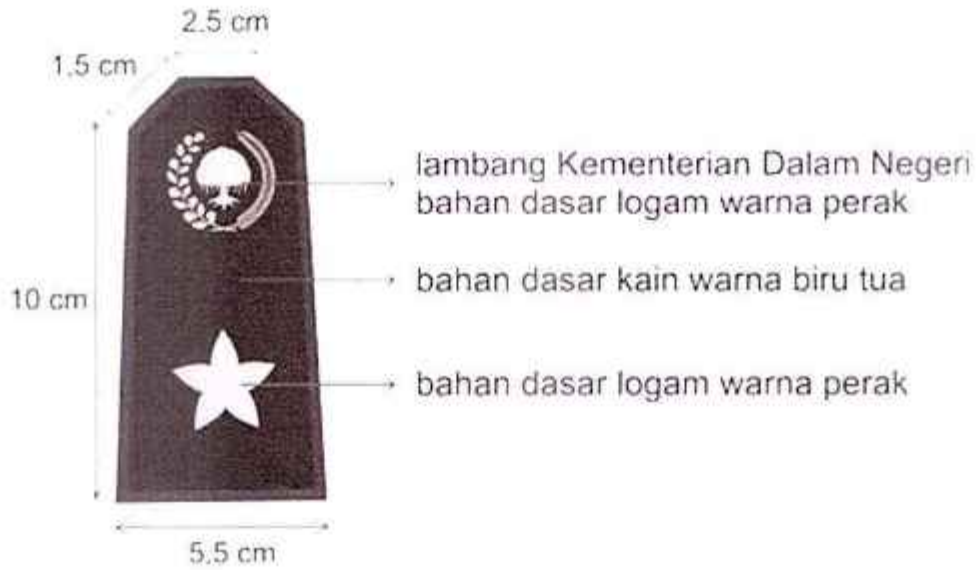 2.5 cm
1,5 cm
lambang Kementerian Dalam Negeri
bahan dasar logam warna perak
bahan dasar kain warna biru tua
10 cm
bahan dasar logam warna perak
5,5 cm